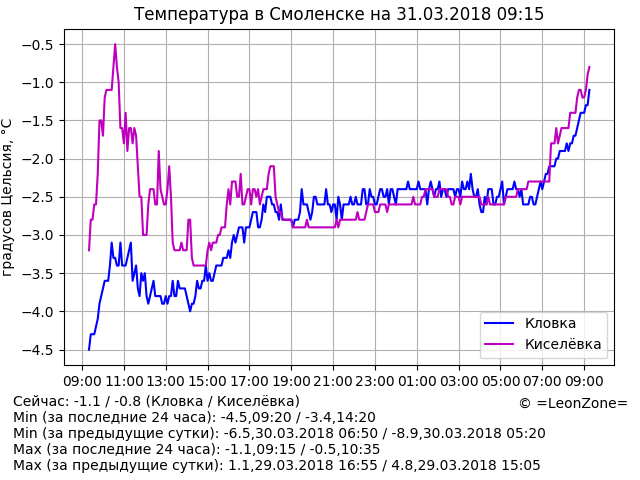 Температура в Смоленске на 31.03.2018 09:15
градусов Цельсия, °C
−0.5
−1.0
−1.5
−2.0
−2.5
−3.0
−3.5
−4.0
−4.5
Кловка
Киселёвка
09:00 11:00 13:00 15:00 17:00 19:00 21:00 23:00 01:00 03:00 05:00 07:00 09:00
Сейчас: -1.1 / -0.8 (Кловка / Киселёвка)
© =LeonZone=
Min (за последние 24 часа): -4.5,09:20 / -3.4,14:20
Min (за предыдущие сутки): -6.5,30.03.2018 06:50 / -8.9,30.03.2018 05:20
Max (за последние 24 часа): -1.1,09:15 / -0.5,10:35
Max (за предыдущие сутки): 1.1,29.03.2018 16:55 / 4.8,29.03.2018 15:05